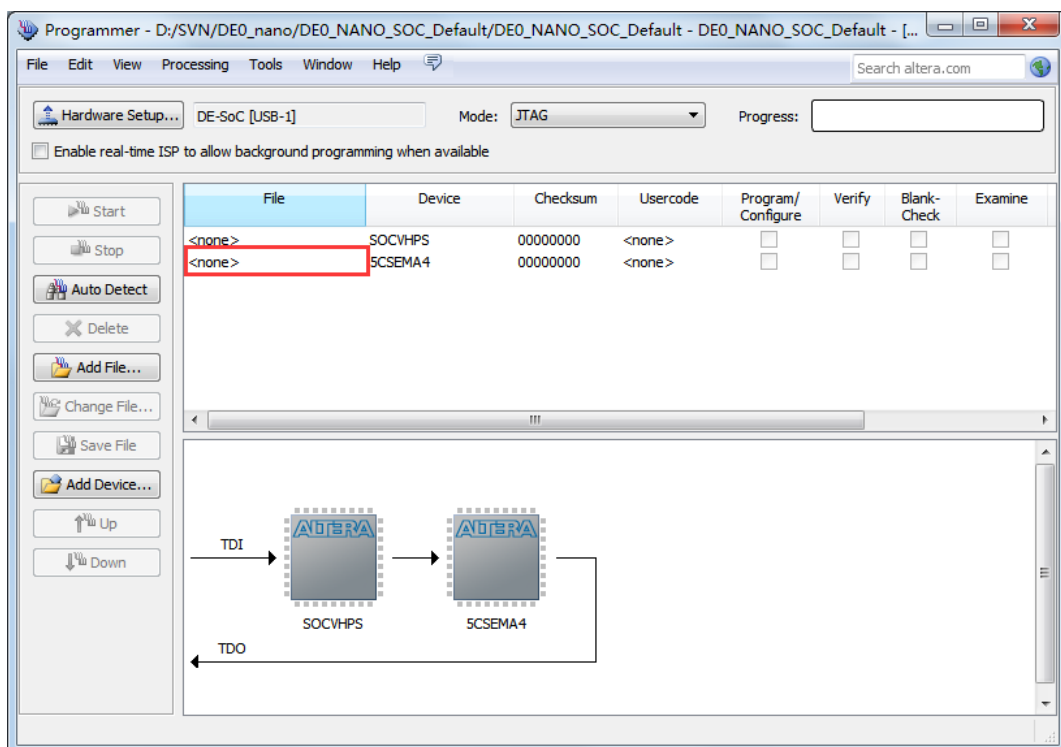 Programmer - D:/SVN/DE0_nano/DE0_NANO_SOC_Default/DE0_NANO_SOC_Default - DE0_NANO_SOC_Default - [...
File Edit View Processing Tools Window Help Search altera.com
Hardware Setup... DE-SoC [USB-1] Mode: JTAG Progress:
Enable real-time ISP to allow background programming when available
File Device Checksum Usercode Program/ Verify Blank- Examine
Configure Check
Start
Stop
Auto Detect
Delete
Add File...
Change File...
Save File
Add Device...
Up
Down
<none> SOCVHPS 00000000 <none>
<none> 5CSEMA4 00000000 <none>
ALTERA ALTERA
TDI
SOCVHPS 5CSEMA4
TDO